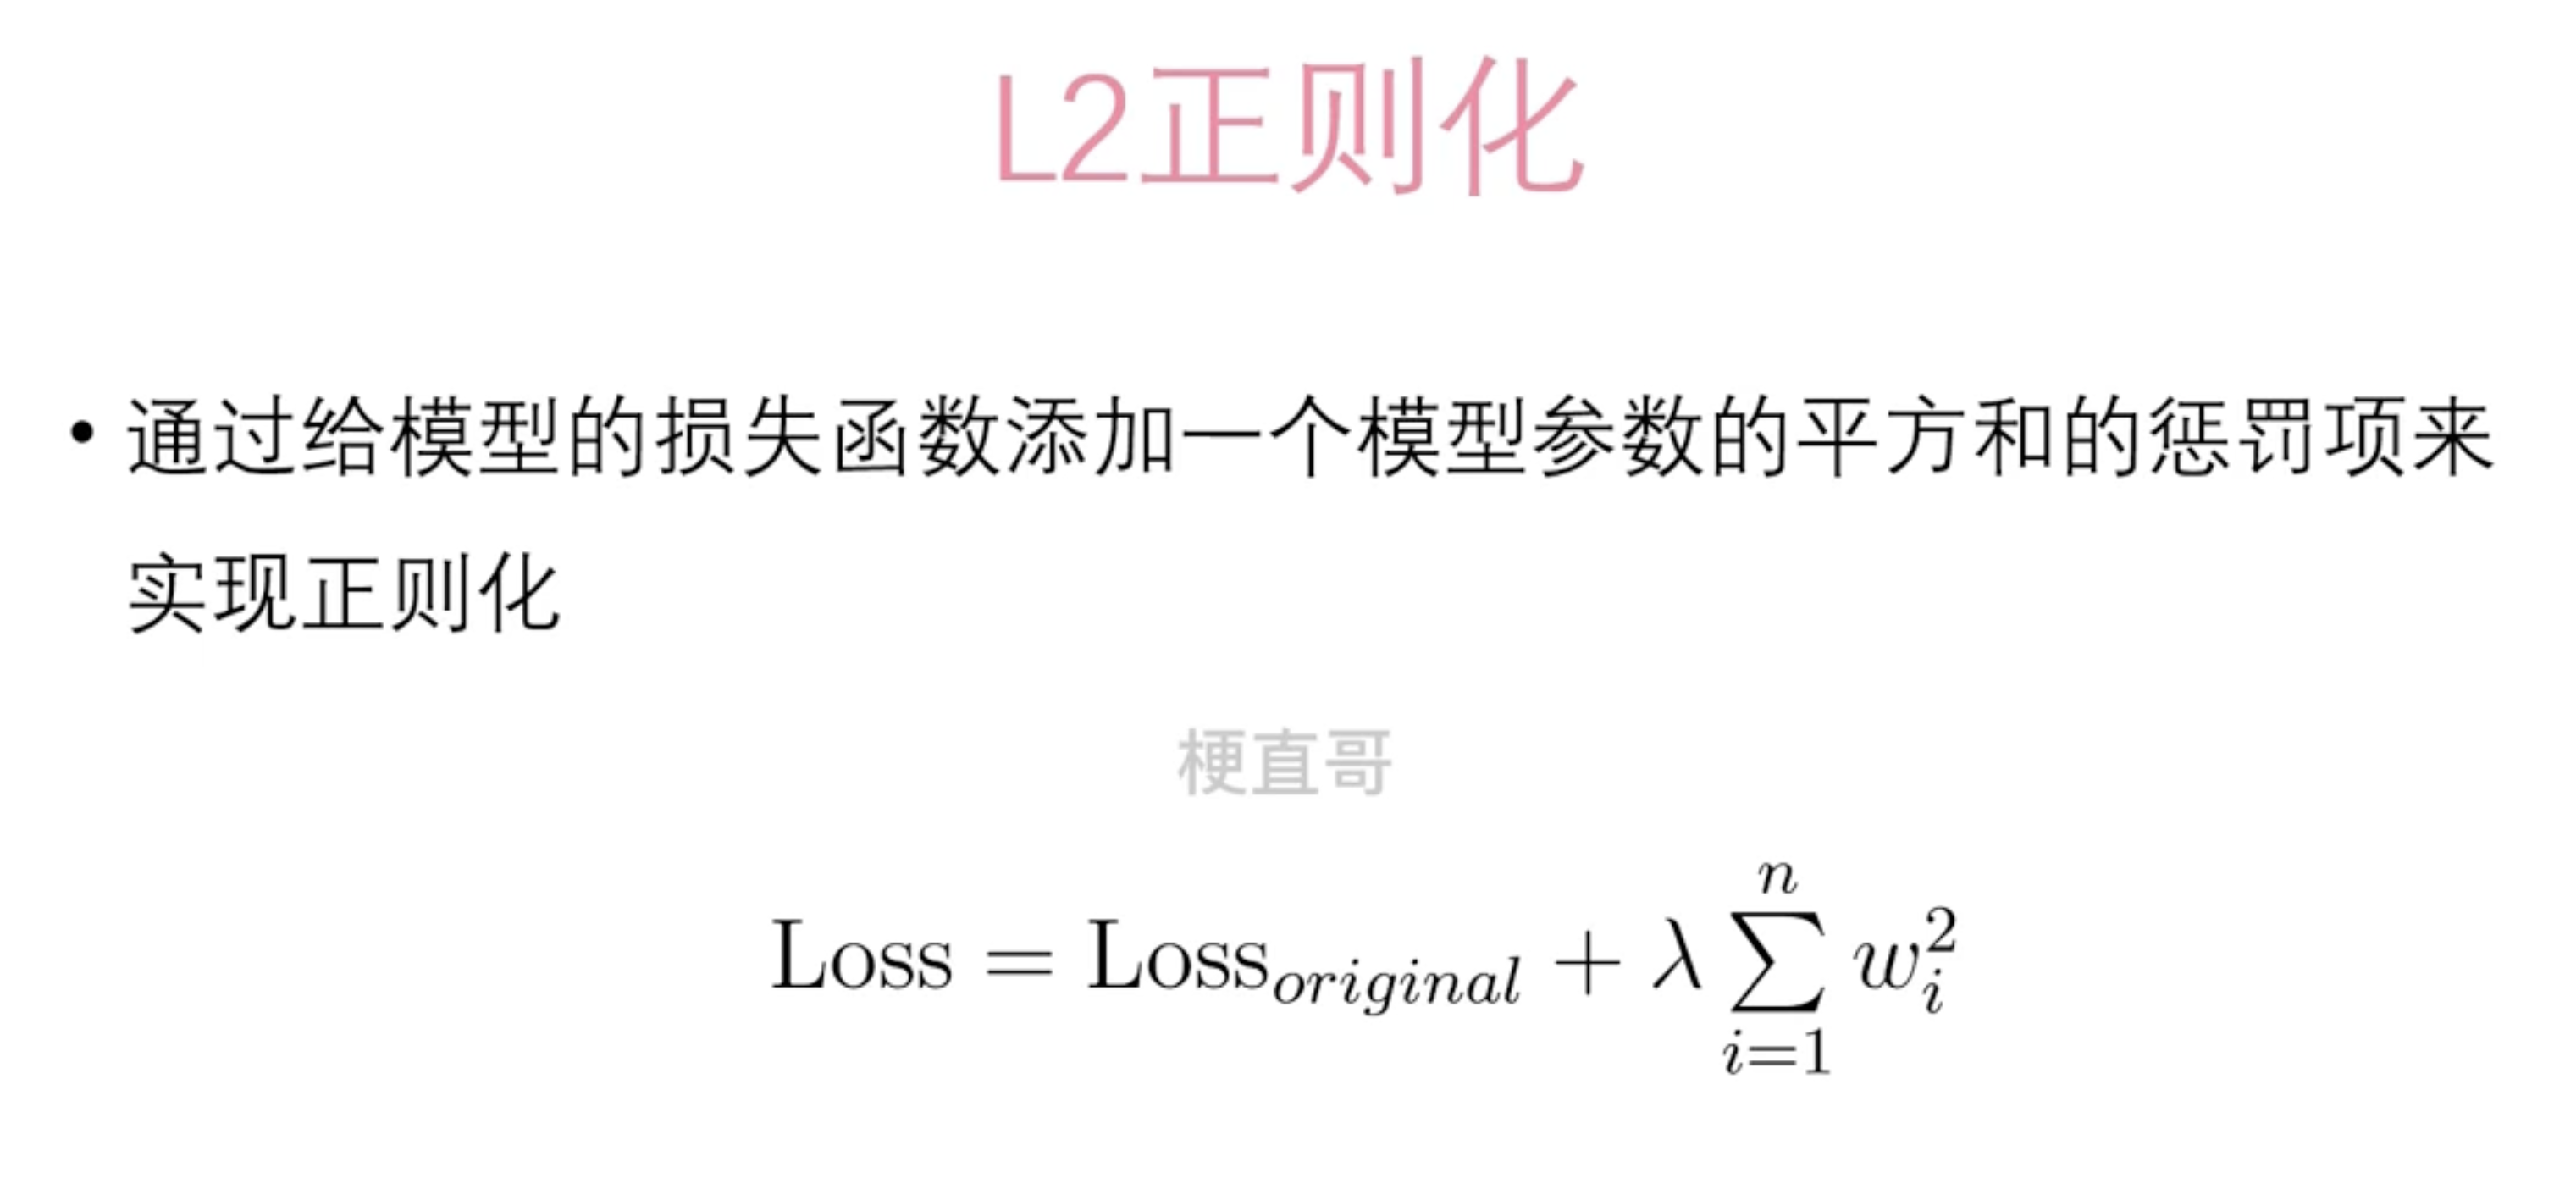 L2正则化
• 通过给模型的损失函数添加一个模型参数的平方和的惩罚项来
实现正则化
梗直哥
$\mathrm{Loss} = \mathrm{Loss}_{original} + \lambda \sum_{i=1}^{n} w_i^2$